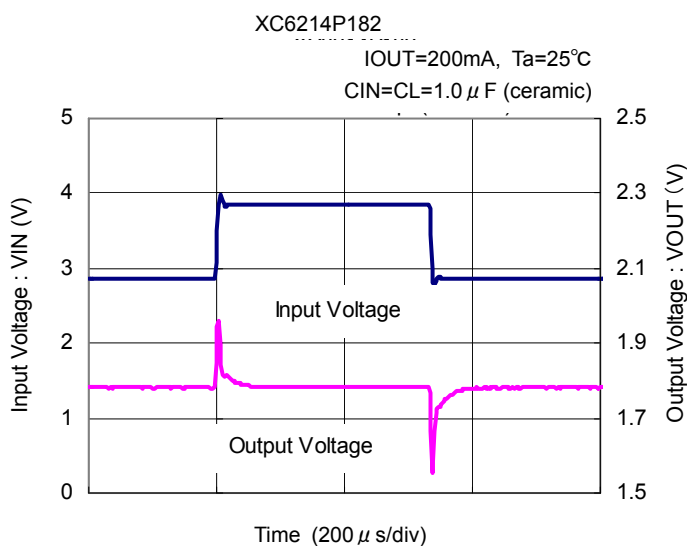 XC6214P182
IOUT=200mA, Ta=25℃
CIN=CL=1.0μF (ceramic)
5
4
3
2
1
0
2.5
2.3
2.1
1.9
1.7
1.5
Input Voltage : VIN (V)
Output Voltage : VOUT (V)
Input Voltage
Output Voltage
Time (200μs/div)